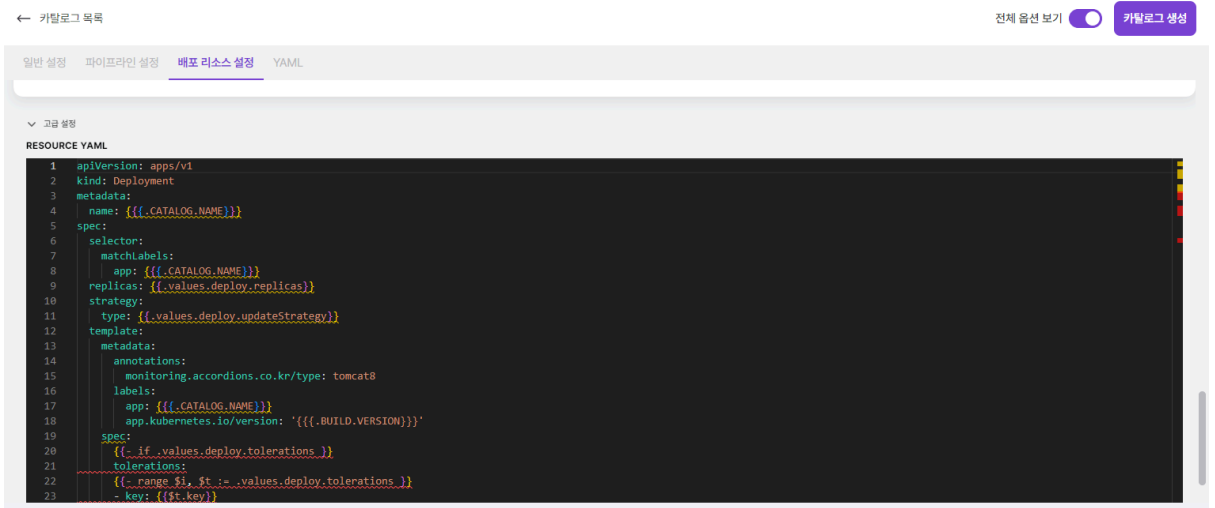 ← 카탈로그 목록
전체 옵션 보기
카탈로그 생성
일반 설정 파이프라인 설정 배포 리소스 설정 YAML
고급 설정
RESOURCE YAML
1 apiVersion: apps/v1
2 kind: Deployment
3 metadata:
4   name: {{{.CATALOG.NAME}}}
5 spec:
6   selector:
7     matchLabels:
8       app: {{{.CATALOG.NAME}}}
9   replicas: {{.values.deploy.replicas}}
10   strategy:
11     type: {{.values.deploy.updateStrategy}}
12   template:
13     metadata:
14       annotations:
15         monitoring.accordions.co.kr/type: tomcat8
16       labels:
17         app: {{{.CATALOG.NAME}}}
18         app.kubernetes.io/version: '{{{.BUILD.VERSION}}}'
19     spec:
20       {{- if .values.deploy.tolerations }}
21       tolerations:
22       {{- range $i, $t := .values.deploy.tolerations }}
23       - key: {{$t.key}}